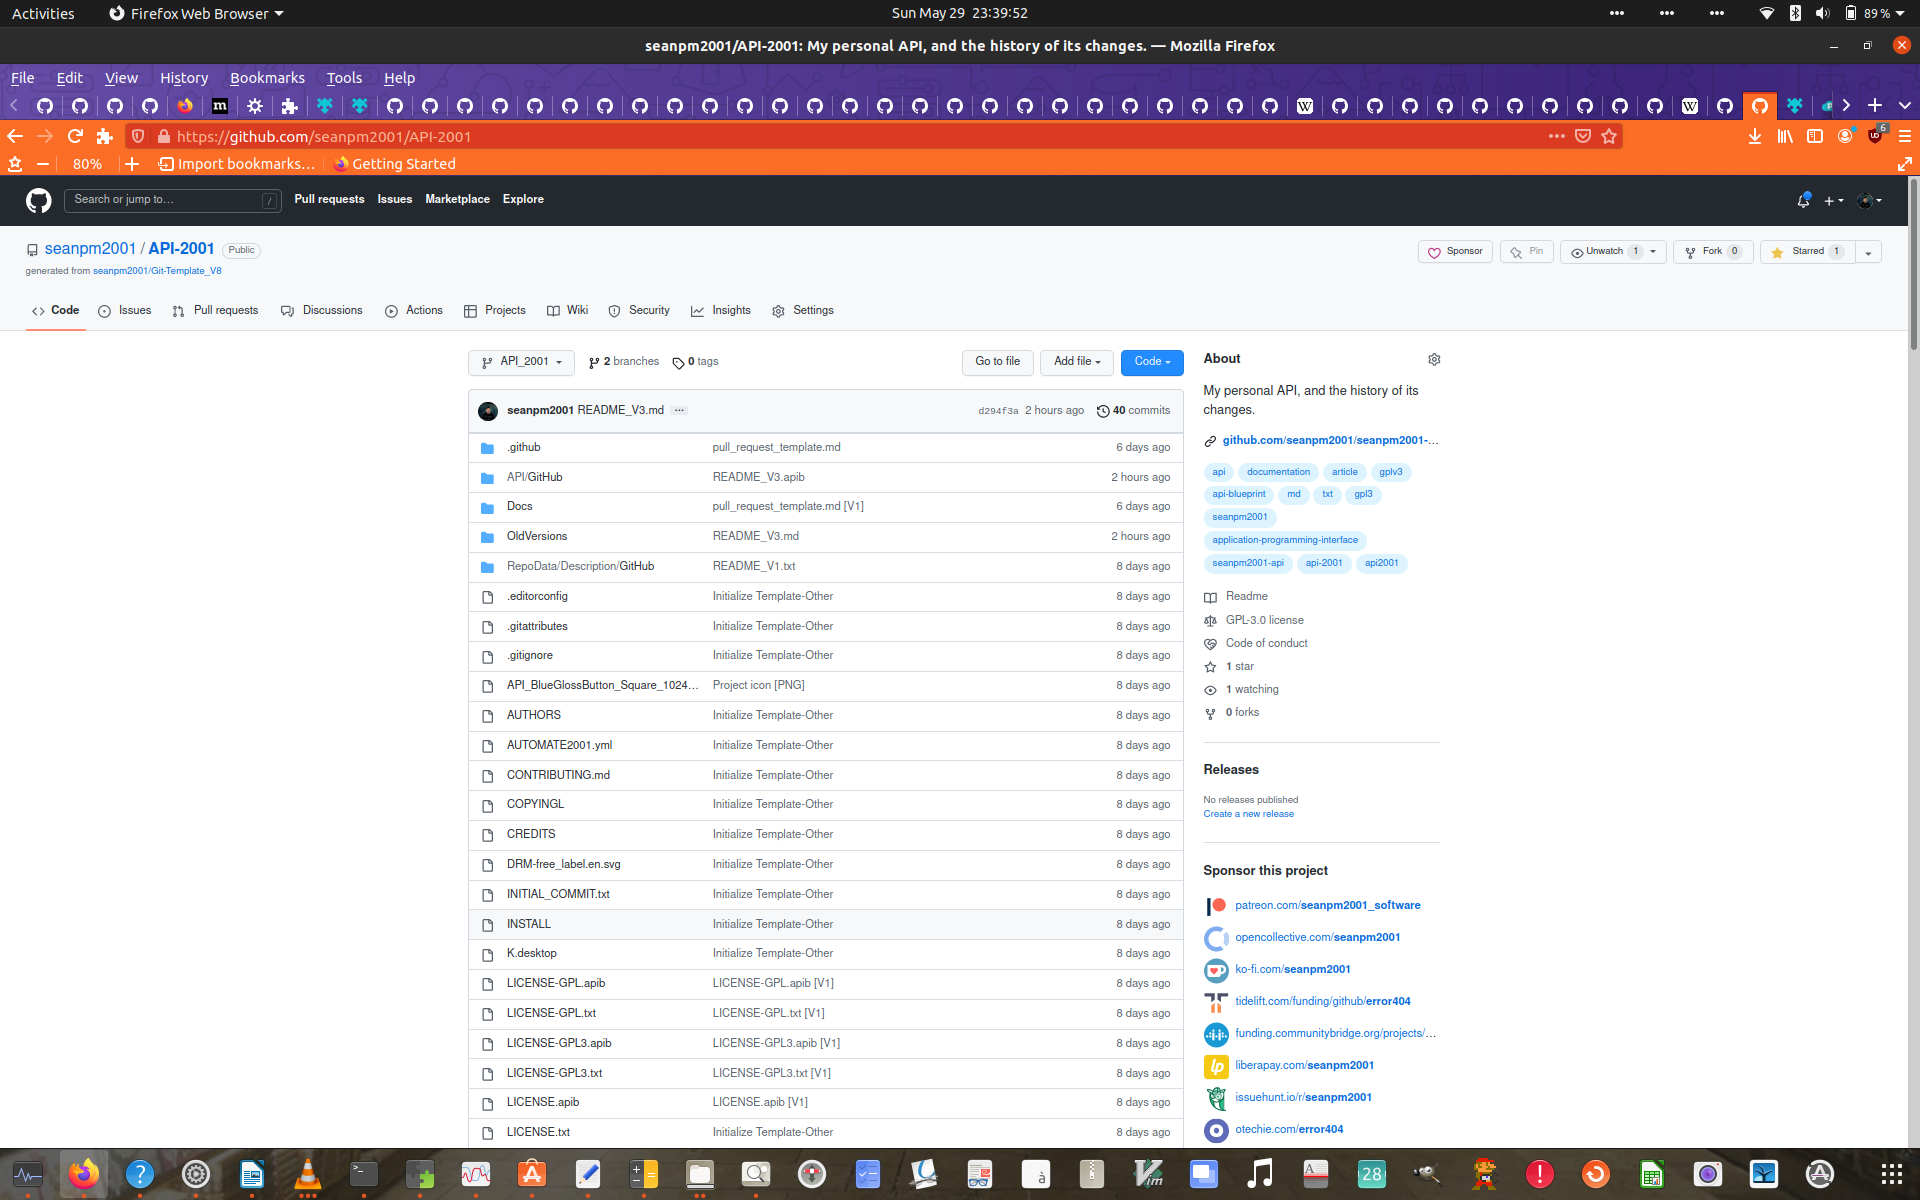 Activities
Firefox Web Browser
Sun May 29 23:39:52
89 %
seanpm2001/API-2001: My personal API, and the history of its changes. — Mozilla Firefox
File Edit View History Bookmarks Tools Help
https://github.com/seanpm2001/API-2001
6
80%
Import bookmarks…
Getting Started
Search or jump to…
/
Pull requests Issues Marketplace Explore
seanpm2001 / API-2001 Public
generated from seanpm2001/Git-Template_V8
Sponsor
Pin
Unwatch 1
Fork 0
Starred 1
Code Issues Pull requests Discussions Actions Projects Wiki Security Insights Settings
API_2001
2 branches
0 tags
Go to file
Add file
Code
seanpm2001 README_V3.md ...
d294f3a 2 hours ago
40 commits
.github pull_request_template.md 6 days ago
API/GitHub README_V3.apib 2 hours ago
Docs pull_request_template.md [V1] 6 days ago
OldVersions README_V3.md 2 hours ago
RepoData/Description/GitHub README_V1.txt 8 days ago
.editorconfig Initialize Template-Other 8 days ago
.gitattributes Initialize Template-Other 8 days ago
.gitignore Initialize Template-Other 8 days ago
API_BlueGlossButton_Square_1024… Project icon [PNG] 8 days ago
AUTHORS Initialize Template-Other 8 days ago
AUTOMATE2001.yml Initialize Template-Other 8 days ago
CONTRIBUTING.md Initialize Template-Other 8 days ago
COPYINGL Initialize Template-Other 8 days ago
CREDITS Initialize Template-Other 8 days ago
DRM-free_label.en.svg Initialize Template-Other 8 days ago
INITIAL_COMMIT.txt Initialize Template-Other 8 days ago
INSTALL Initialize Template-Other 8 days ago
K.desktop Initialize Template-Other 8 days ago
LICENSE-GPL.apib LICENSE-GPL.apib [V1] 8 days ago
LICENSE-GPL.txt LICENSE-GPL.txt [V1] 8 days ago
LICENSE-GPL3.apib LICENSE-GPL3.apib [V1] 8 days ago
LICENSE-GPL3.txt LICENSE-GPL3.txt [V1] 8 days ago
LICENSE.apib LICENSE.apib [V1] 8 days ago
LICENSE.txt Initialize Template-Other 8 days ago
About
My personal API, and the history of its
changes.
github.com/seanpm2001/seanpm2001-…
api documentation article gplv3
api-blueprint md txt gpl3
seanpm2001
application-programming-interface
seanpm2001-api api-2001 api2001
Readme
GPL-3.0 license
Code of conduct
1 star
1 watching
0 forks
Releases
No releases published
Create a new release
Sponsor this project
patreon.com/seanpm2001_software
opencollective.com/seanpm2001
ko-fi.com/seanpm2001
tidelift.com/funding/github/error404
funding.communitybridge.org/projects/…
liberapay.com/seanpm2001
issuehunt.io/r/seanpm2001
otechie.com/error404
28